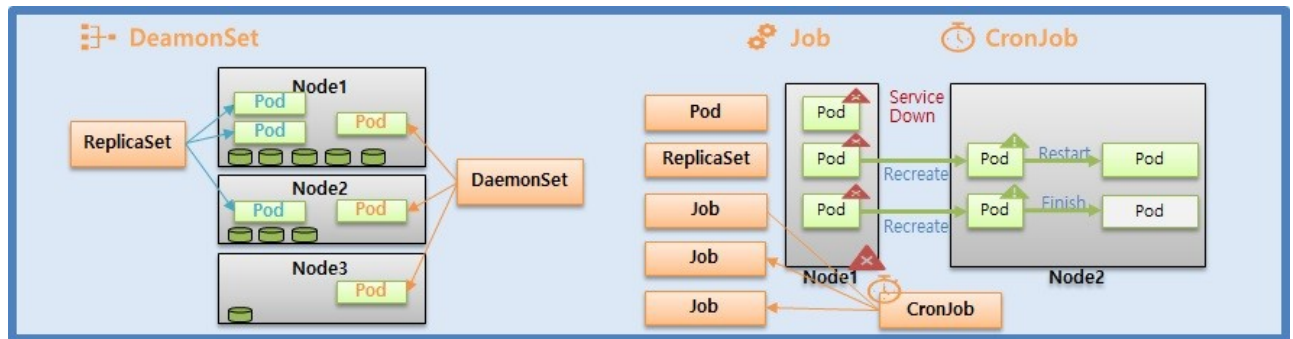 DeamonSet
Node1
Pod
Pod
Pod
ReplicaSet
Node2
Pod
Pod
DaemonSet
Node3
Pod
Job
CronJob
Pod
Pod
Service
Down
ReplicaSet
Pod
Recreate
Pod
Restart
Pod
Job
Pod
Recreate
Pod
Finish
Pod
Job
Node1
Node2
Job
CronJob